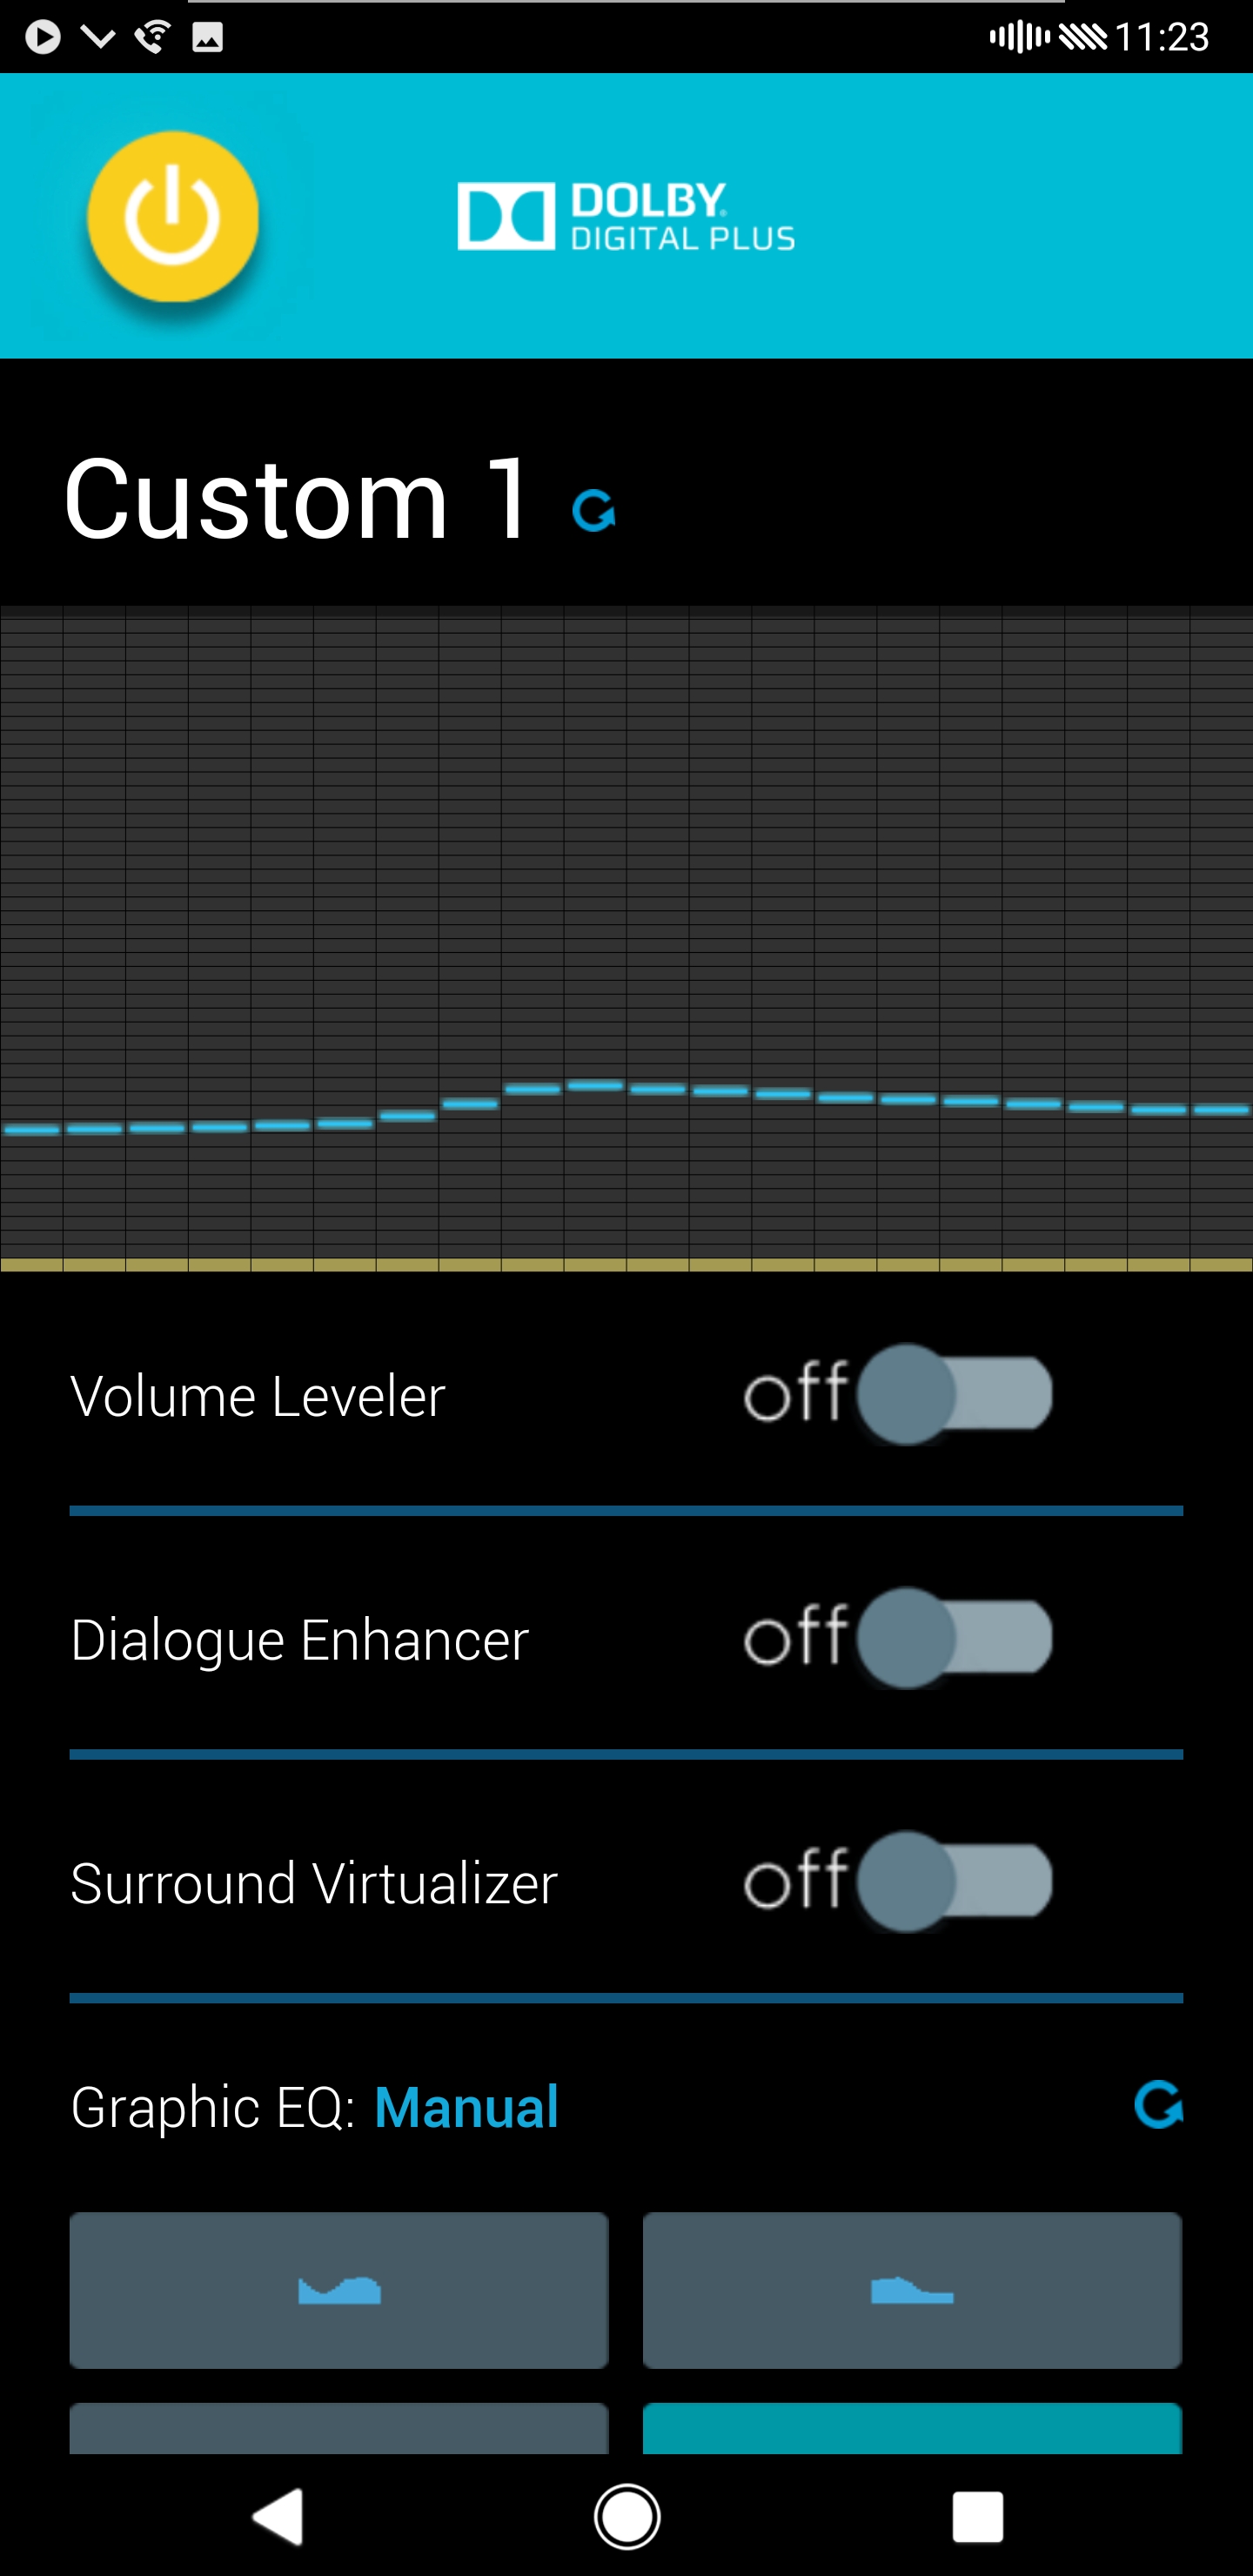 11:23
DOLBY
DIGITAL PLUS
Custom 1
Volume Leveler off
Dialogue Enhancer off
Surround Virtualizer off
Graphic EQ: Manual